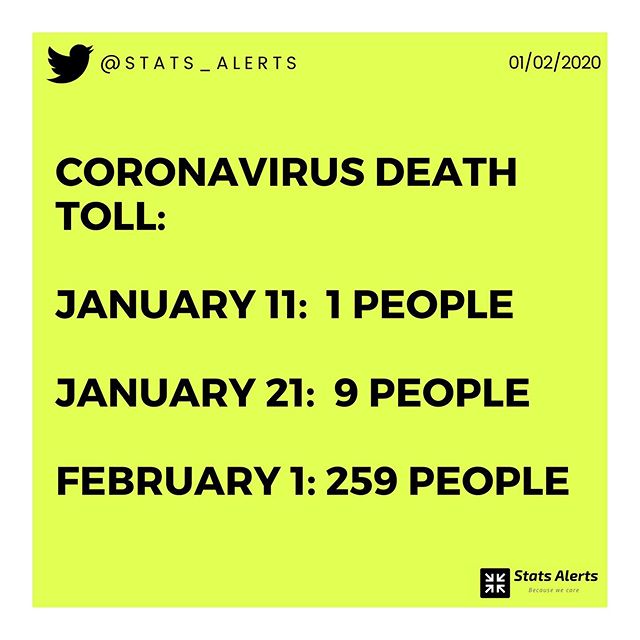 @STATS_ALERTS
01/02/2020
CORONAVIRUS DEATH
TOLL:
JANUARY 11: 1 PEOPLE
JANUARY 21: 9 PEOPLE
FEBRUARY 1: 259 PEOPLE
Stats Alerts
Because we care